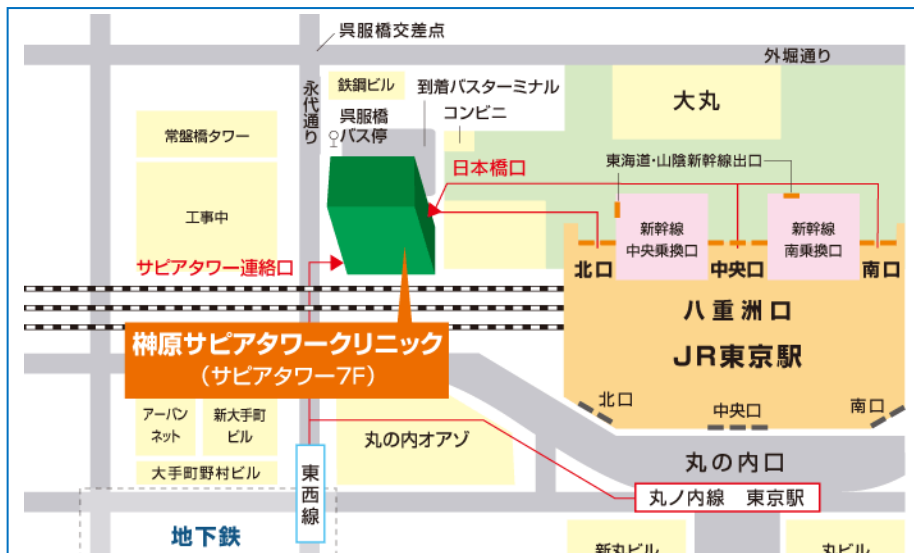 呉服橋交差点
外堀通り
永代通り
鉄鋼ビル
到着バスターミナル
コンビニ
大丸
呉服橋
バス停
常盤橋タワー
日本橋口
東海道・山陰新幹線出口
工事中
新幹線
中央乗換口
新幹線
南乗換口
サピアタワー連絡口
北口
中央口
南口
八重洲口
JR東京駅
榊原サピアタワークリニック
（サピアタワー7F）
北口
中央口
南口
アーバン
ネット
新大手町
ビル
丸の内オアゾ
丸の内口
大手町野村ビル
東西線
丸ノ内線 東京駅
地下鉄
新丸ビル
丸ビル